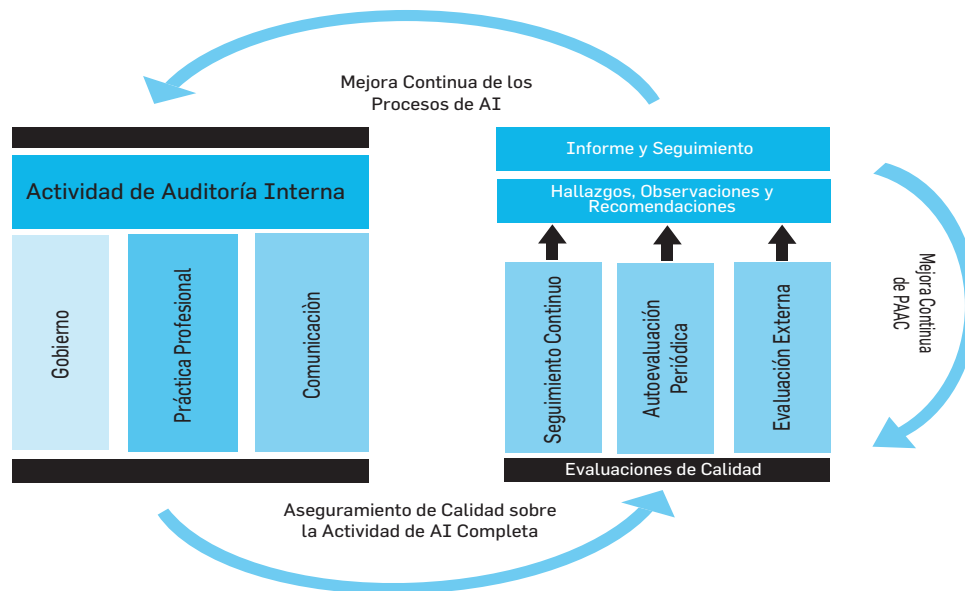 Mejora Continua de los
Procesos de AI
Actividad de Auditoría Interna
Gobierno
Práctica Profesional
Comunicaciòn
Informe y Seguimiento
Hallazgos, Observaciones y
Recomendaciones
Seguimiento Continuo
Autoevaluación
Periódica
Evaluación Externa
Evaluaciones de Calidad
Mejora Continua
de PAAC
Aseguramiento de Calidad sobre
la Actividad de AI Completa